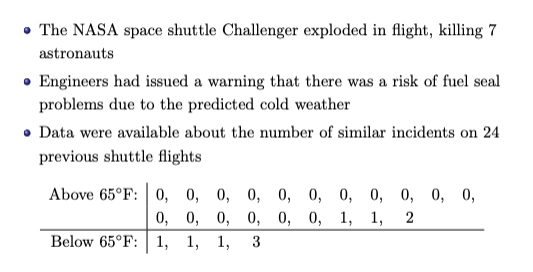 The NASA space shuttle Challenger exploded in flight, killing 7
astronauts
Engineers had issued a warning that there was a risk of fuel seal
problems due to the predicted cold weather
Data were available about the number of similar incidents on 24
previous shuttle flights
Above 65°F: 0, 0, 0, 0, 0, 0, 0, 0, 0, 0, 0,
0, 0, 0, 0, 0, 0, 1, 1, 2
Below 65°F: 1, 1, 1, 3